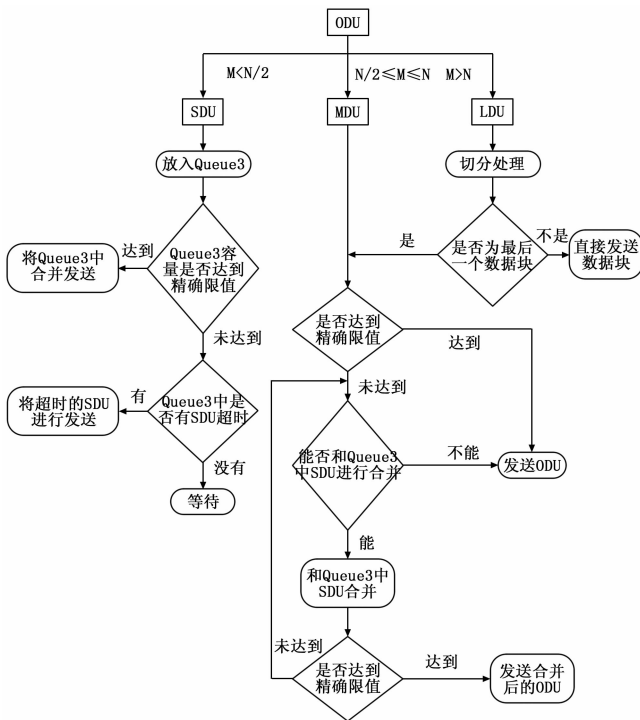 ODU
M<N/2
N/2≤M≤N
M>N
SDU
MDU
LDU
放入Queue3
切分处理
Queue3容
量是否达到
精确限值
达到
将Queue3中
合并发送
是否为最后
一个数据块
是
不是
直接发送
数据块
未达到
是否达到
精确限值
达到
未达到
Queue3中是
否有SDU超时
有
将超时的SDU
进行发送
没有
等待
能否和Queue3
中SDU进行合并
不能
发送ODU
能
和Queue3中
SDU合并
未达到
是否达到
精确限值
达到
发送合并
后的ODU